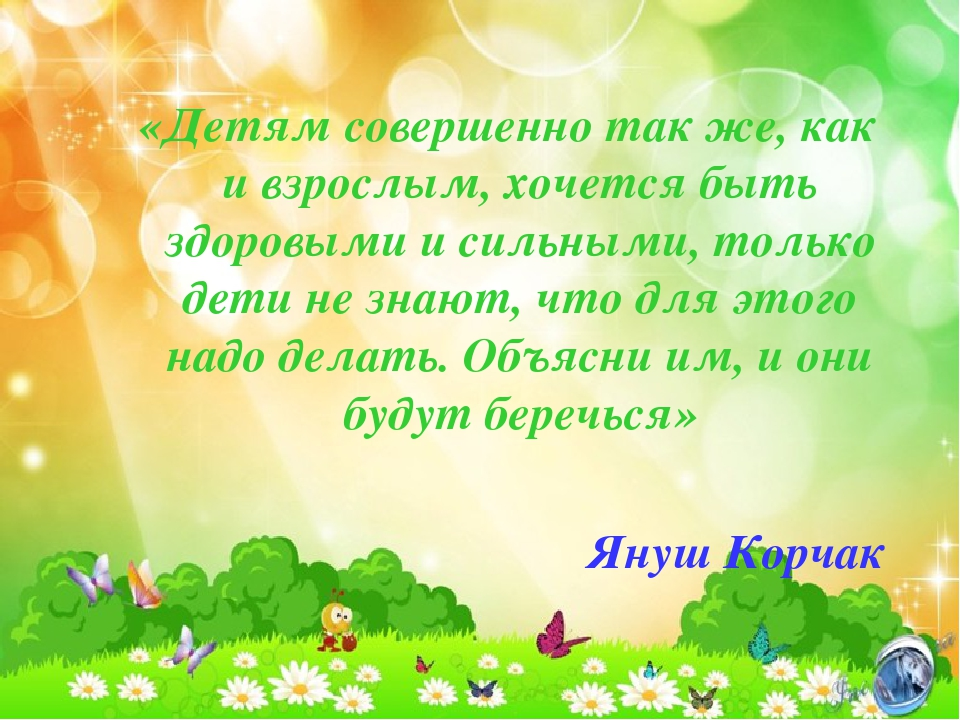 «Детям совершенно так же, как
и взрослым, хочется быть
здоровыми и сильными, только
дети не знают, что для этого
надо делать. Объясни им, и они
будут беречься»
Януш Корчак